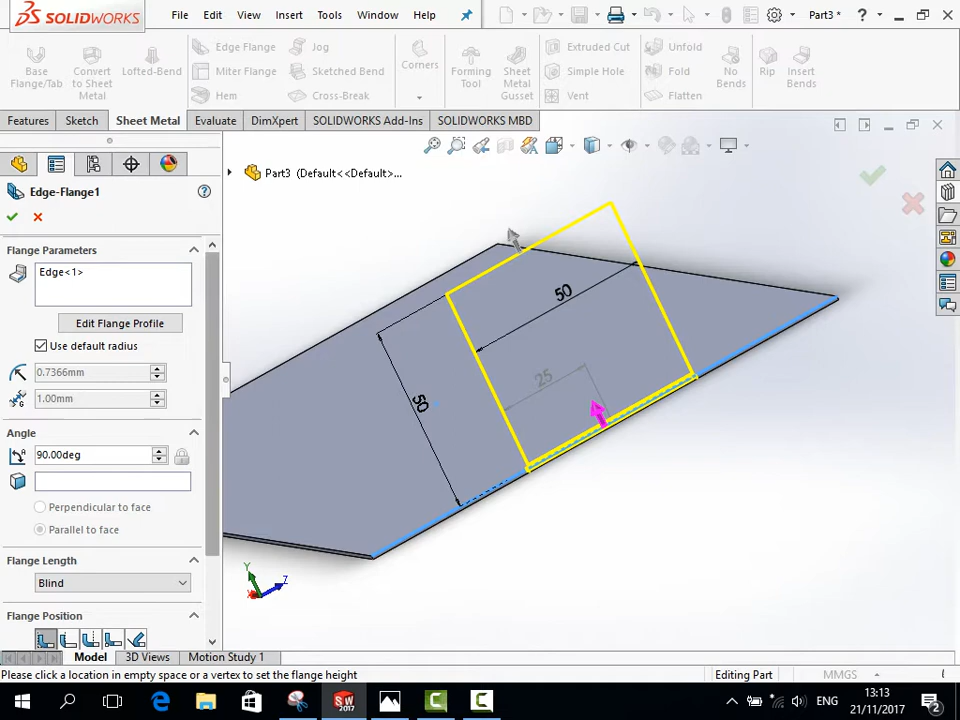 SOLIDWORKS File Edit View Insert Tools Window Help Part3 * ?
Edge Flange Jog Extruded Cut Unfold
Base Flange/Tab Convert to Sheet Metal Lofted-Bend Miter Flange Sketched Bend Corners Forming Tool Sheet Metal Gusset Simple Hole Fold No Bends Rip Insert Bends
Hem Cross-Break Vent Flatten
Features Sketch Sheet Metal Evaluate DimXpert SOLIDWORKS Add-Ins SOLIDWORKS MBD
Part3 (Default<<Default>...
Edge-Flange1 ?
Flange Parameters
Edge<1>
Edit Flange Profile
Use default radius
0.7366mm
1.00mm
Angle
90.00deg
Perpendicular to face
Parallel to face
Flange Length
Blind
Flange Position
50
25
50
Y
Z
X
Model 3D Views Motion Study 1
Please click a location in empty space or a vertex to set the flange height Editing Part MMGS
SW 2017 C C ENG 13:13
21/11/2017 2